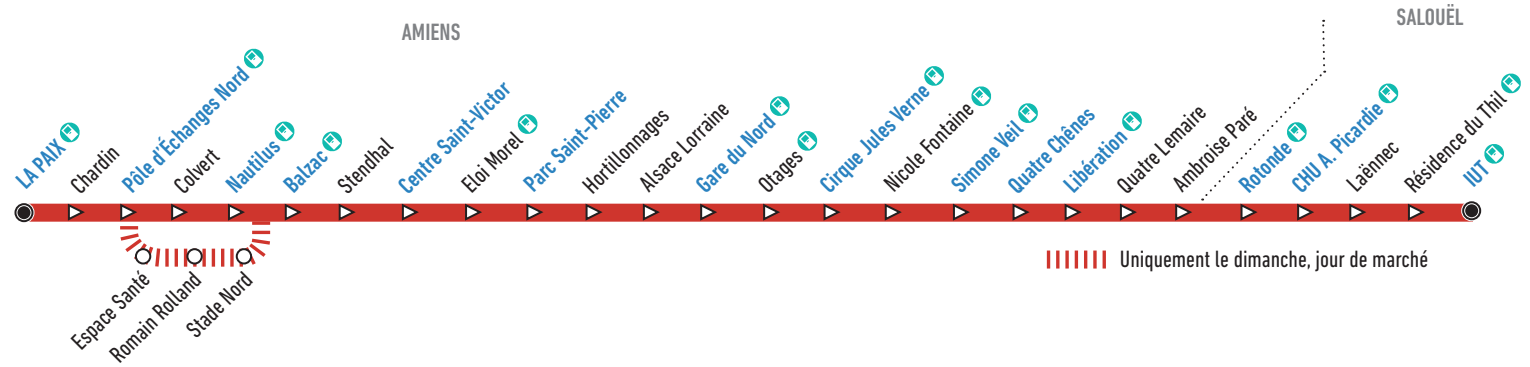 AMIENS
SALOUËL
LA PAIX
Chardin
Pôle d'Échanges Nord
Colvert
Nautilus
Balzac
Stendhal
Centre Saint-Victor
Eloi Morel
Parc Saint-Pierre
Hortillonnages
Alsace Lorraine
Gare du Nord
Otages
Cirque Jules Verne
Nicole Fontaine
Simone Veil
Quatre Chênes
Libération
Quatre Lemaire
Ambroise Paré
Rotonde
CHU A. Picardie
Laënnec
Résidence du Thil
IUT
Espace Santé
Romain Rolland
Stade Nord
Uniquement le dimanche, jour de marché